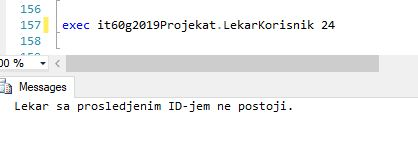 156
157 exec it60g2019Projekat.LekarKorisnik 24
158
00 %
Messages
Lekar sa prosledjenim ID-jem ne postoji.